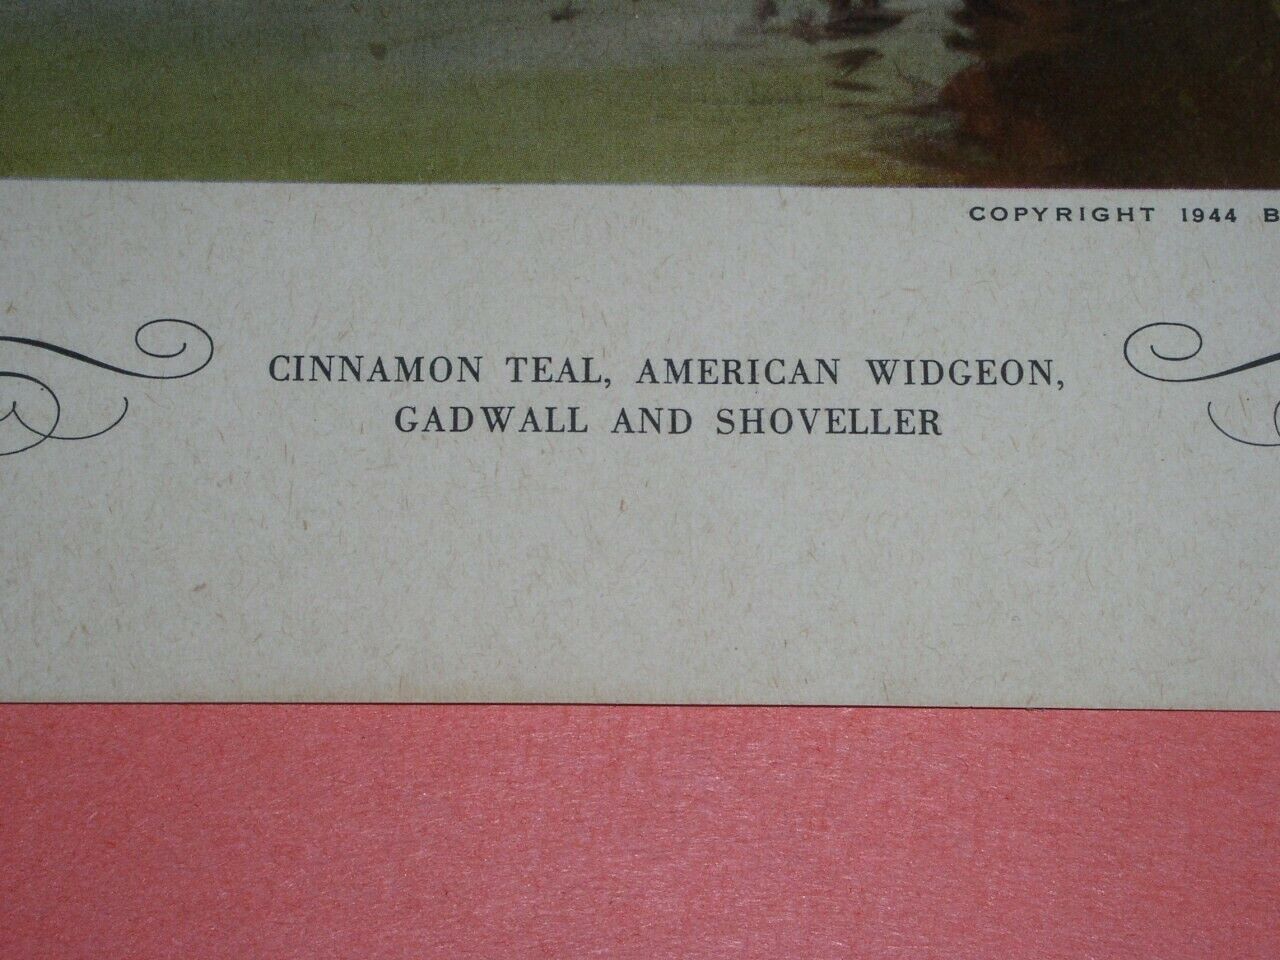 COPYRIGHT 1944 B
CINNAMON TEAL, AMERICAN WIDGEON,
GADWALL AND SHOVELLER